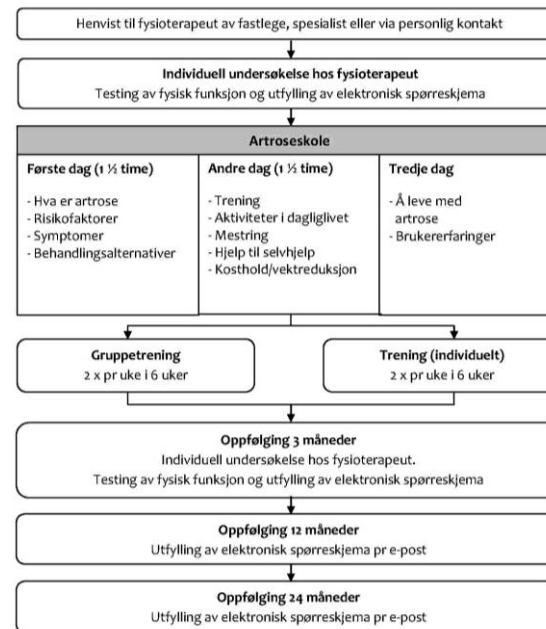 Henvist til fysioterapeut av fastlege, spesialist eller via personlig kontakt
Individuell undersøkelse hos fysioterapeut
Testing av fysisk funksjon og utfylling av elektronisk spørreskjema
Artroseskole
Første dag (1 ½ time)
- Hva er artrose
- Risikofaktorer
- Symptomer
- Behandlingsalternativer
Andre dag (1 ½ time)
- Trening
- Aktiviteter i dagliglivet
- Mestring
- Hjelp til selvhjelp
- Kosthold/vektreduksjon
Tredje dag
- Å leve med
artrose
- Brukererfaringer
Gruppetrening
2 x pr uke i 6 uker
Trening (individuelt)
2 x pr uke i 6 uker
Oppfølging 3 måneder
Individuell undersøkelse hos fysioterapeut.
Testing av fysisk funksjon og utfylling av elektronisk spørreskjema
Oppfølging 12 måneder
Utfylling av elektronisk spørreskjema pr e-post
Oppfølging 24 måneder
Utfylling av elektronisk spørreskjema pr e-post